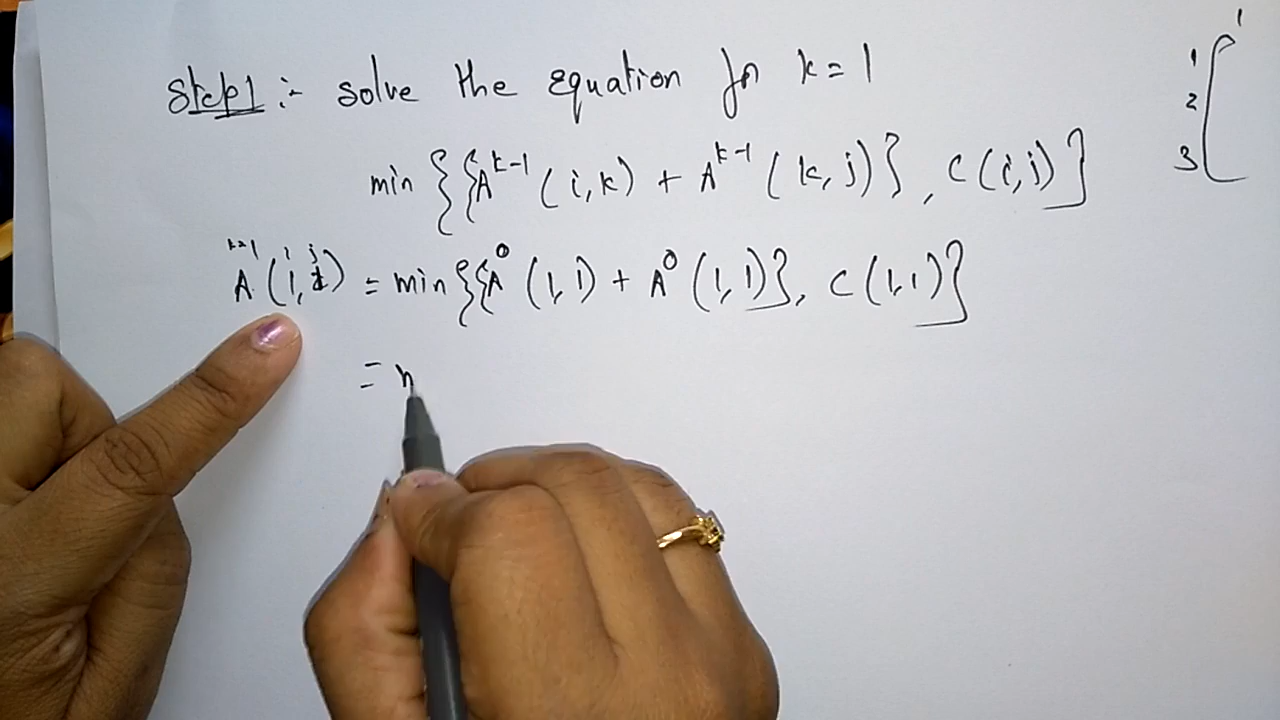 Step1 :- solve the equation for k = 1
min { { A^k-1 (i,k) + A^k-1 (k,j) } , C (i,j) }
k=1 i j
A (1,1) = min { { A^0 (1,1) + A^0 (1,1) } , C (1,1) }
=
1
1
2
3